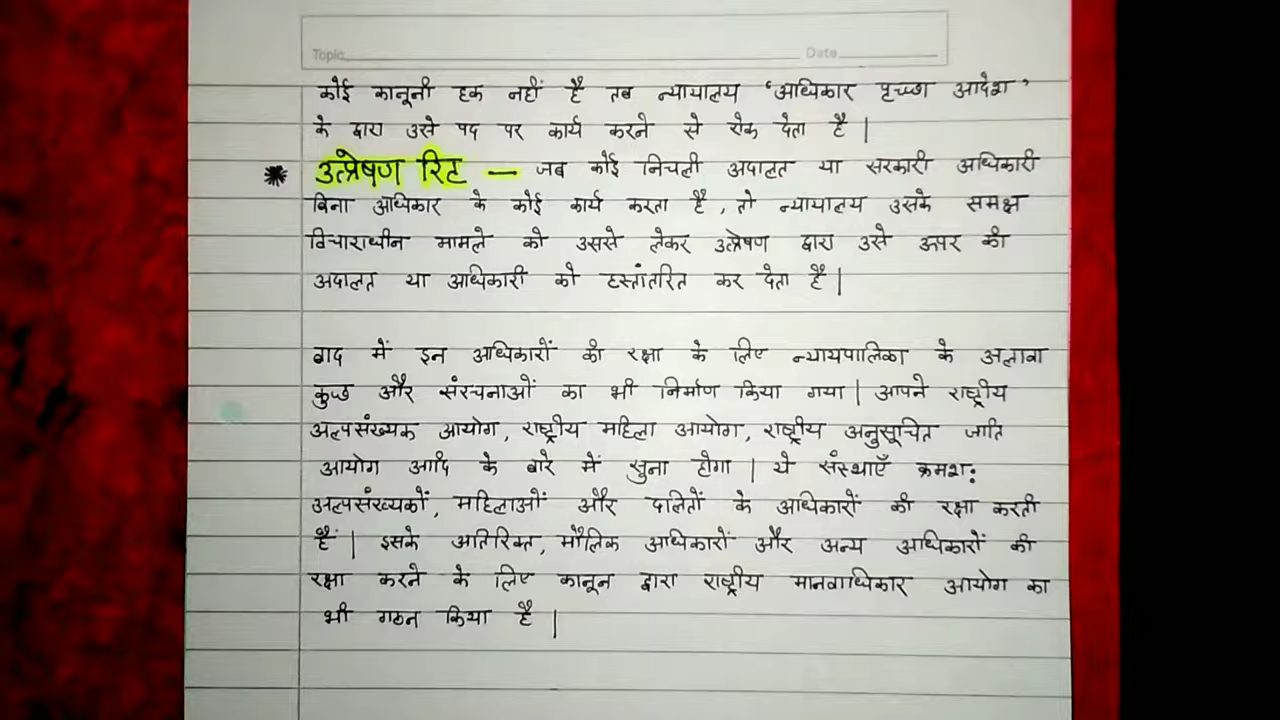 Topic Date
कोई कानूनी हक नहीं है तब न्यायालय 'अधिकार पृच्छा आदेश'
के द्वारा उसे पद पर कार्य करने से रोक देता है |
* उत्प्रेषण रिट — जब कोई निचली अदालत या सरकारी अधिकारी
बिना अधिकार के कोई कार्य करता है, तो न्यायालय उसके समक्ष
विचाराधीन मामले को उससे लेकर उत्प्रेषण द्वारा उसे ऊपर की
अदालत या अधिकारी को हस्तांतरित कर देता है |
बाद में इन अधिकारों की रक्षा के लिए न्यायपालिका के अलावा
कुछ और संरचनाओं का भी निर्माण किया गया | आपने राष्ट्रीय
अल्पसंख्यक आयोग, राष्ट्रीय महिला आयोग, राष्ट्रीय अनुसूचित जाति
आयोग आदि के बारे में सुना होगा | ये संस्थाएँ क्रमश:
अल्पसंख्यकों, महिलाओं और दलितों के अधिकारों की रक्षा करती
हैं | इसके अतिरिक्त, मौलिक अधिकारों और अन्य अधिकारों की
रक्षा करने के लिए कानून द्वारा राष्ट्रीय मानवाधिकार आयोग का
भी गठन किया है |